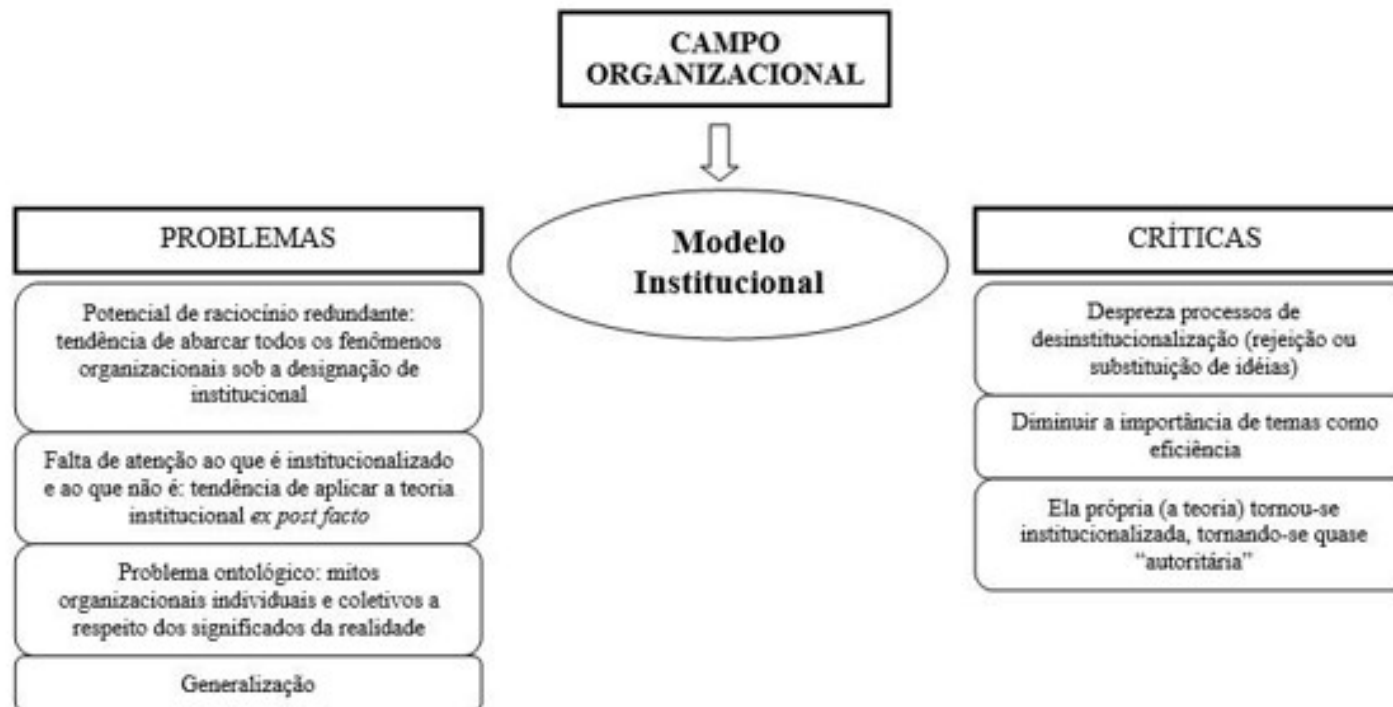 CAMPO
ORGANIZACIONAL
Modelo
Institucional
PROBLEMAS
Potencial de raciocínio redundante:
tendência de abarcar todos os fenômenos
organizacionais sob a designação de
institucional
Falta de atenção ao que é institucionalizado
e ao que não é: tendência de aplicar a teoria
institucional ex post facto
Problema ontológico: mitos
organizacionais individuais e coletivos a
respeito dos significados da realidade
Generalização
CRÍTICAS
Despreza processos de
desinstitucionalização (rejeição ou
substituição de idéias)
Diminuir a importância de temas como
eficiência
Ela própria (a teoria) tornou-se
institucionalizada, tornando-se quase
“autoritária”